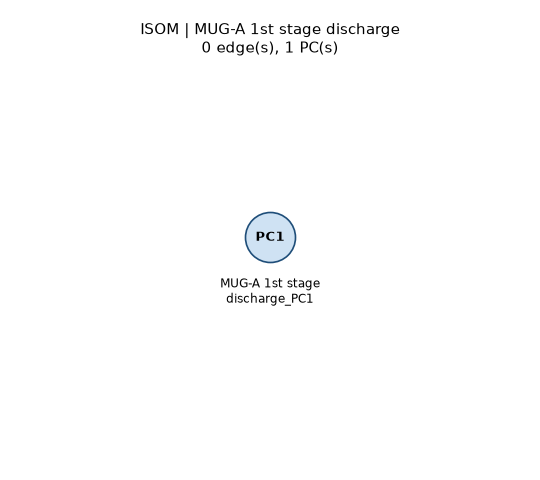 ISOM | MUG-A 1st stage discharge
0 edge(s), 1 PC(s)
PC1
MUG-A 1st stage
discharge_PC1